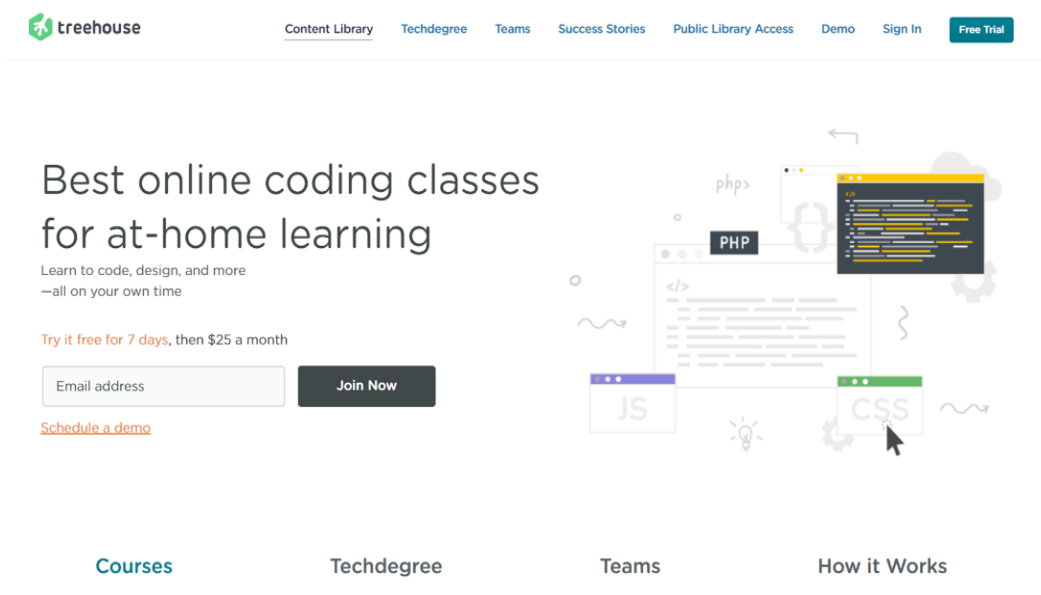 treehouse
Content Library
Techdegree
Teams
Success Stories
Public Library Access
Demo
Sign In
Free Trial
Best online coding classes
for at-home learning
Learn to code, design, and more
—all on your own time
Try it free for 7 days, then $25 a month
Email address
Join Now
Schedule a demo
php>
</>
{}
PHP
</>
JS
CSS
Courses
Techdegree
Teams
How it Works